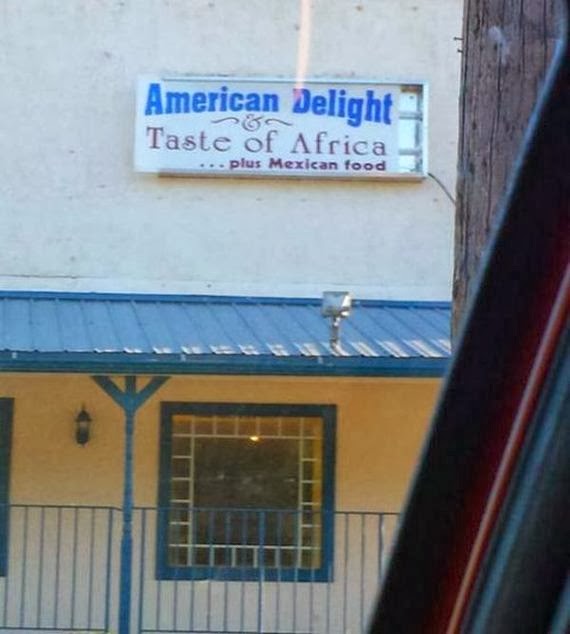 American Delight
&
Taste of Africa
...plus Mexican food